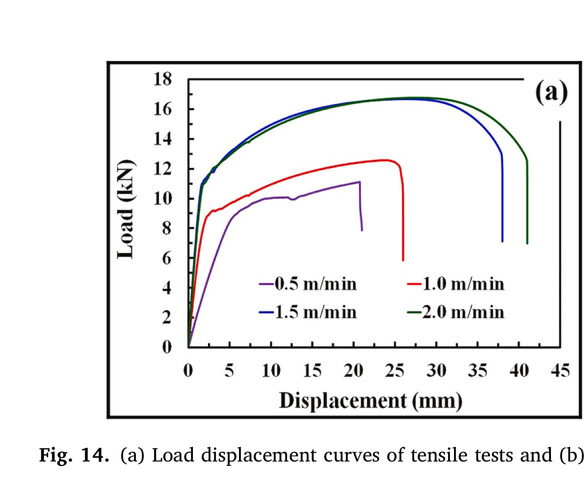 (a)
18
16
14
12
10
8
6
4
2
0
Load (kN)
0.5 m/min 1.0 m/min
1.5 m/min 2.0 m/min
0 5 10 15 20 25 30 35 40 45
Displacement (mm)
Fig. 14. (a) Load displacement curves of tensile tests and (b)